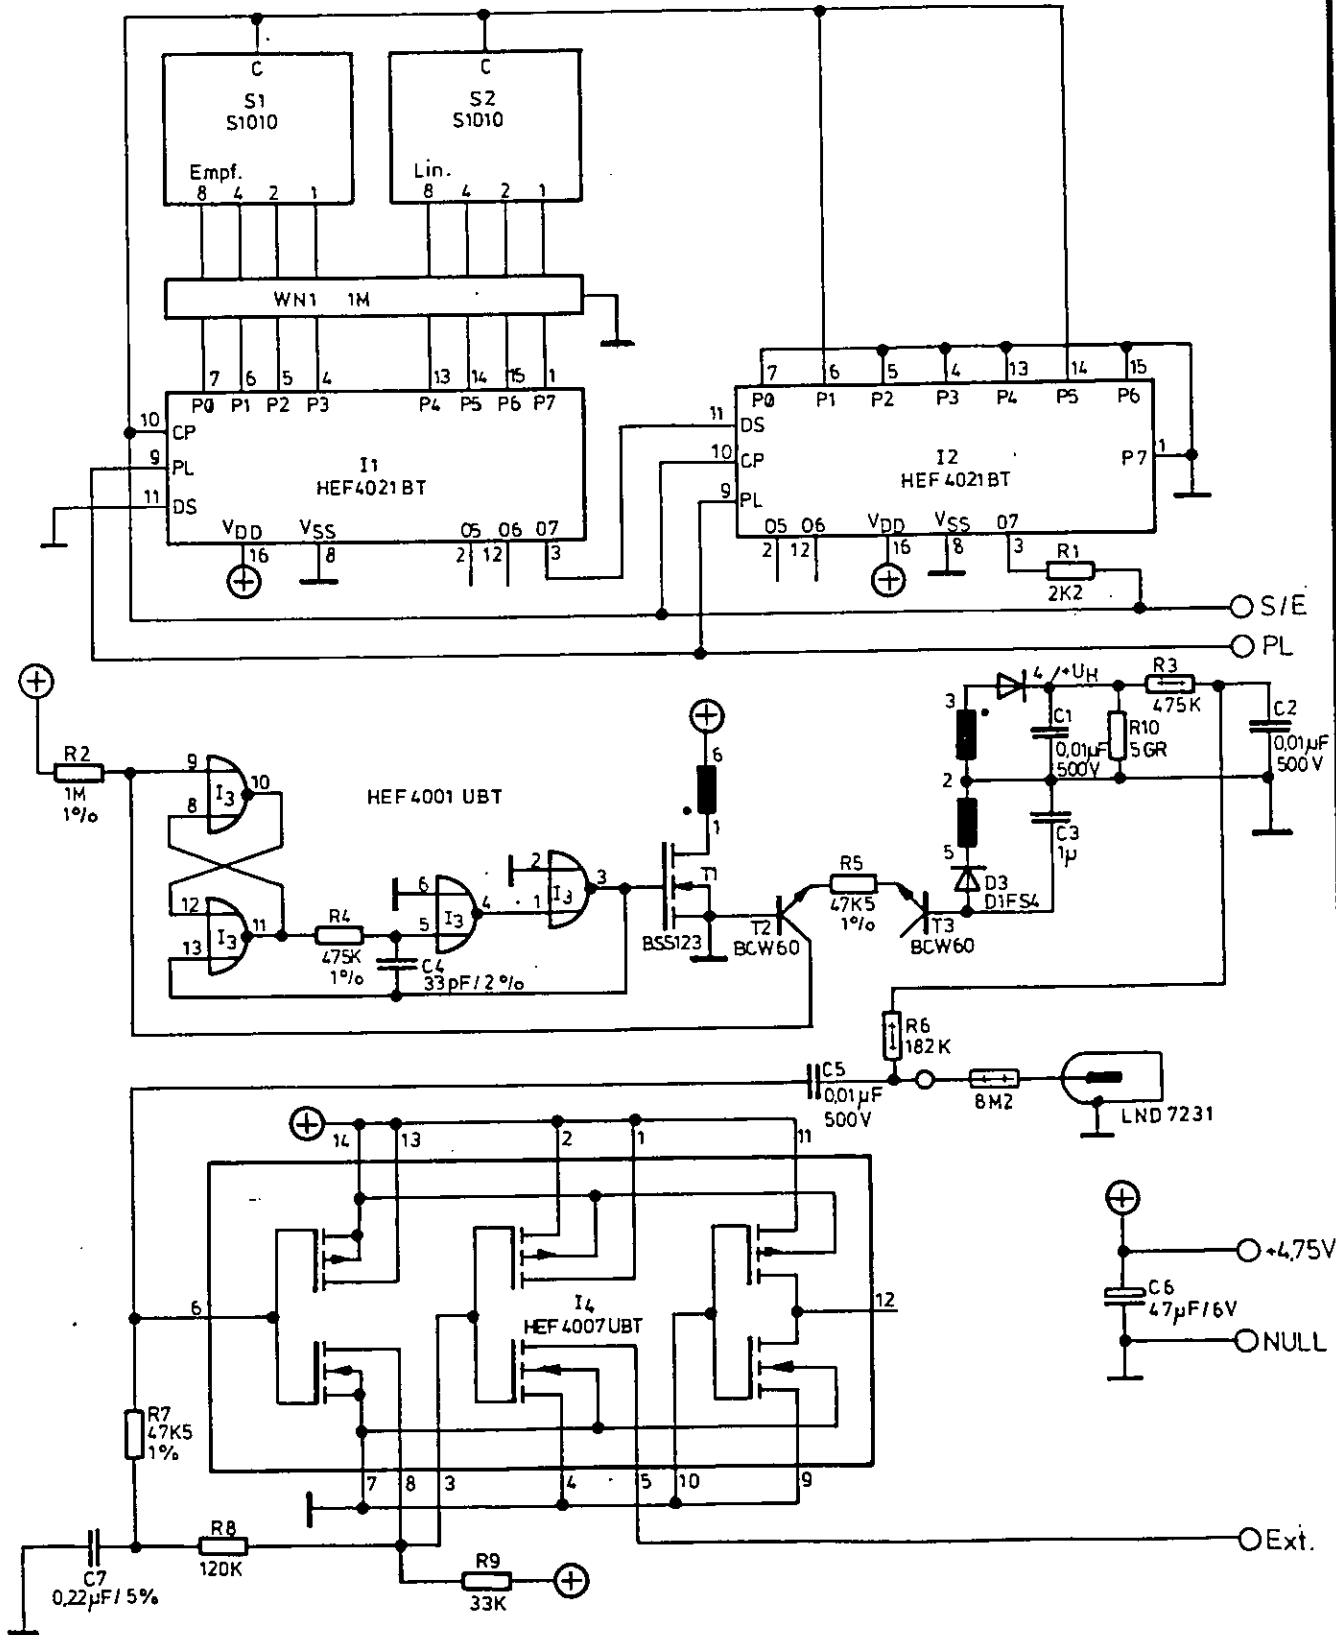 C C
S1 S2
S1010 S1010
Empf. Lin.
8 4 2 1 8 4 2 1
WN1 1M
7 6 5 4 13 14 15 1
P0 P1 P2 P3 P4 P5 P6 P7
10 CP
9 PL
11 DS
I1
HEF4021BT
VDD VSS O5 O6 O7
16 8 2 12 3
7 6 5 4 13 14 15
P0 P1 P2 P3 P4 P5 P6
11 DS
10 CP
9 PL
P7 1
I2
HEF4021BT
O5 O6 VDD VSS O7
2 12 16 8 3
R1
2K2
S/E
PL
R2
1M
1%
9
8
I3
10
HEF4001 UBT
12
13
I3
11
R4
475K
1%
C4
33pF/2%
6
5
I3
4
2
1
I3
3
6
1
T1
BSS123
T2
BCW60
R5
47K5
1%
T3
BCW60
3
4
+UH
2
5
D3
D1FS4
C1
0,01µF
500V
R10
5GR
R3
475K
C2
0,01µF
500V
C3
1µ
R6
182K
C5
0,01µF
500V
8M2
LND 7231
14 13 2 1 11
6
I4
HEF4007UBT
12
7 8 3 4 5 10 9
+4,75V
C6
47µF/6V
NULL
R7
47K5
1%
C7
0,22µF/5%
R8
120K
R9
33K
Ext.